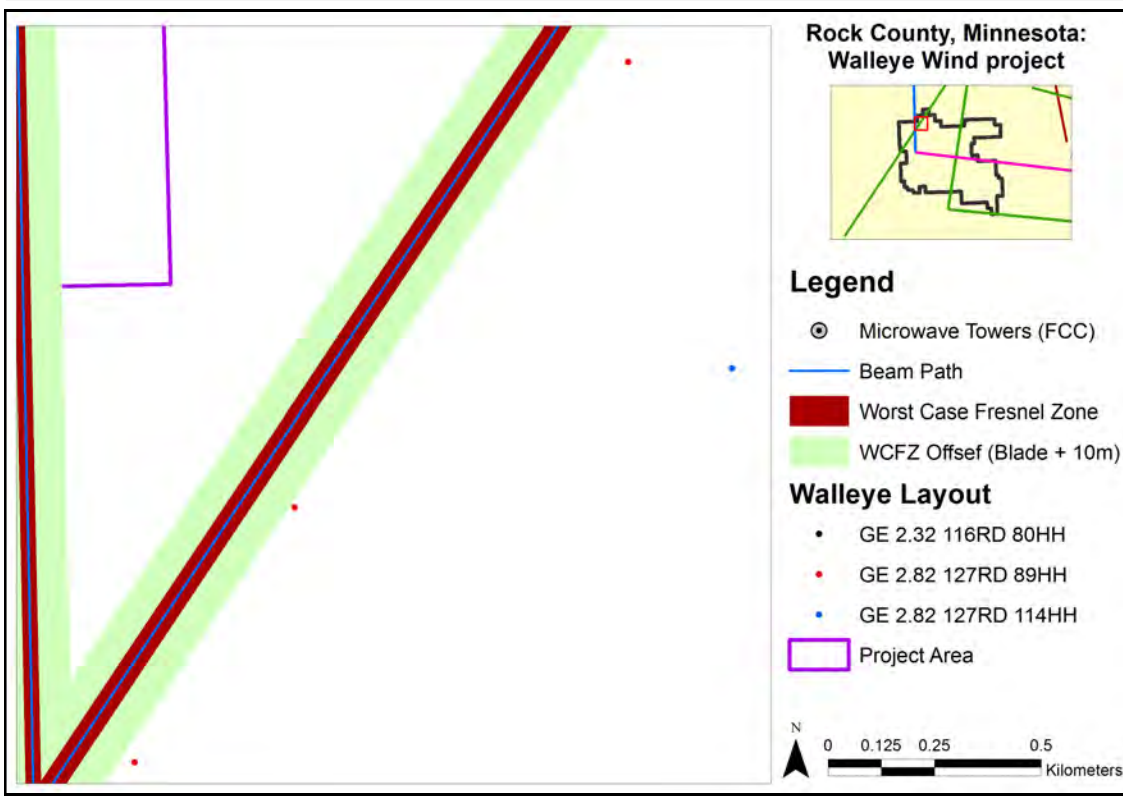 Rock County, Minnesota:
Walleye Wind project
Legend
Microwave Towers (FCC)
Beam Path
Worst Case Fresnel Zone
WCFZ Offsef (Blade + 10m)
Walleye Layout
GE 2.32 116RD 80HH
GE 2.82 127RD 89HH
GE 2.82 127RD 114HH
Project Area
N
0 0.125 0.25 0.5
Kilometers